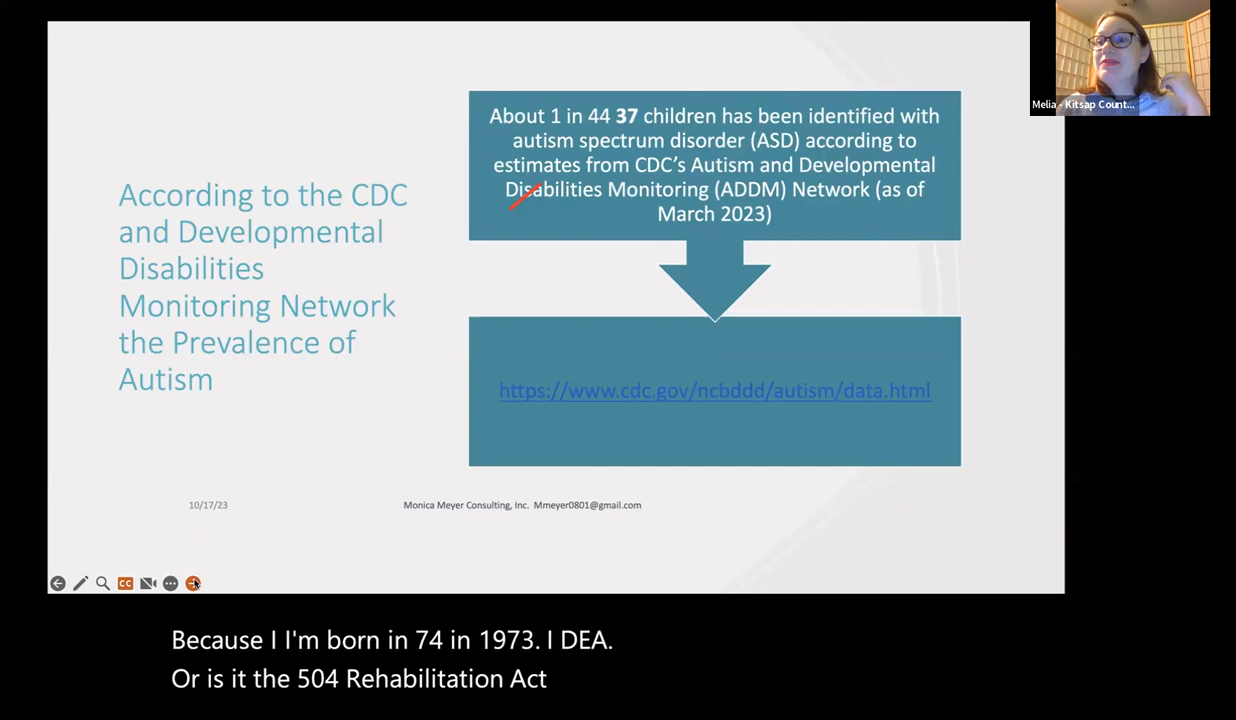 According to the CDC
and Developmental
Disabilities
Monitoring Network
the Prevalence of
Autism
About 1 in 44 37 children has been identified with
autism spectrum disorder (ASD) according to
estimates from CDC's Autism and Developmental
Disabilities Monitoring (ADDM) Network (as of
March 2023)
https://www.cdc.gov/ncbddd/autism/data.html
Melia - Kitsap Count...
10/17/23
Monica Meyer Consulting, Inc. Mmeyer0801@gmail.com
CC
Because I I'm born in 74 in 1973. I DEA.
Or is it the 504 Rehabilitation Act